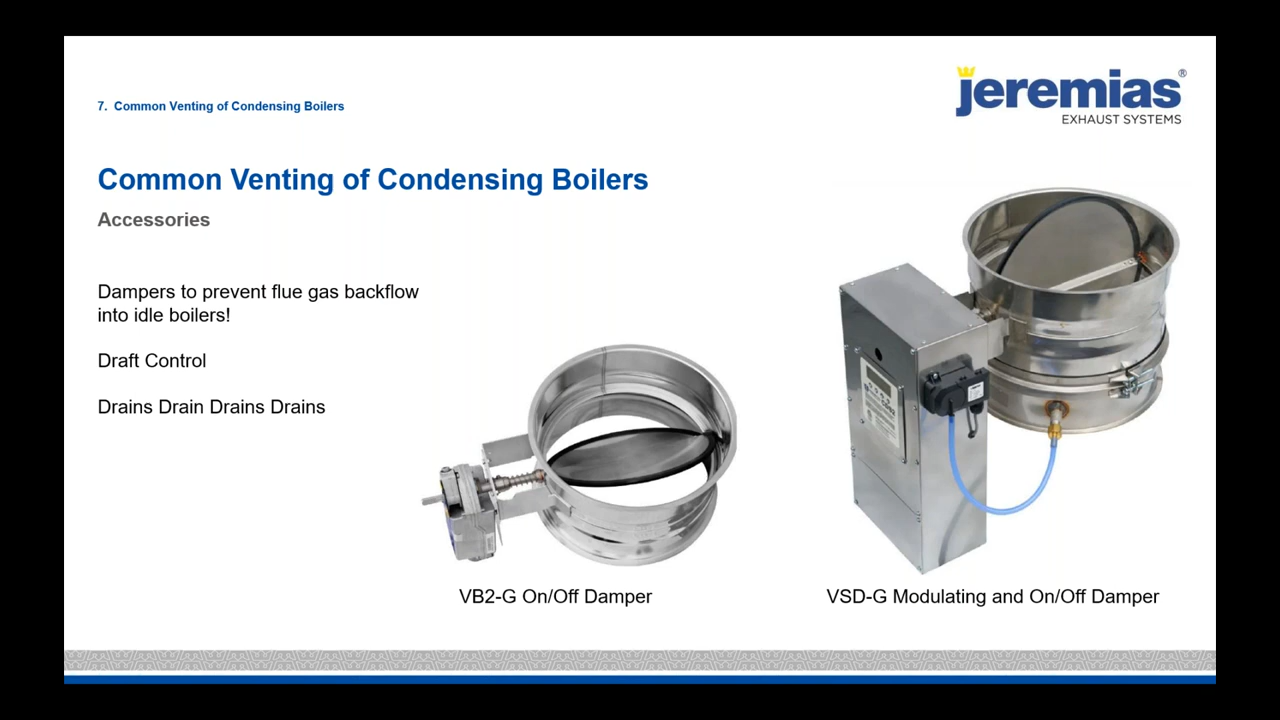 7. Common Venting of Condensing Boilers
jeremias®
EXHAUST SYSTEMS
Common Venting of Condensing Boilers
Accessories
Dampers to prevent flue gas backflow
into idle boilers!
Draft Control
Drains Drain Drains Drains
VB2-G On/Off Damper
VSD-G Modulating and On/Off Damper